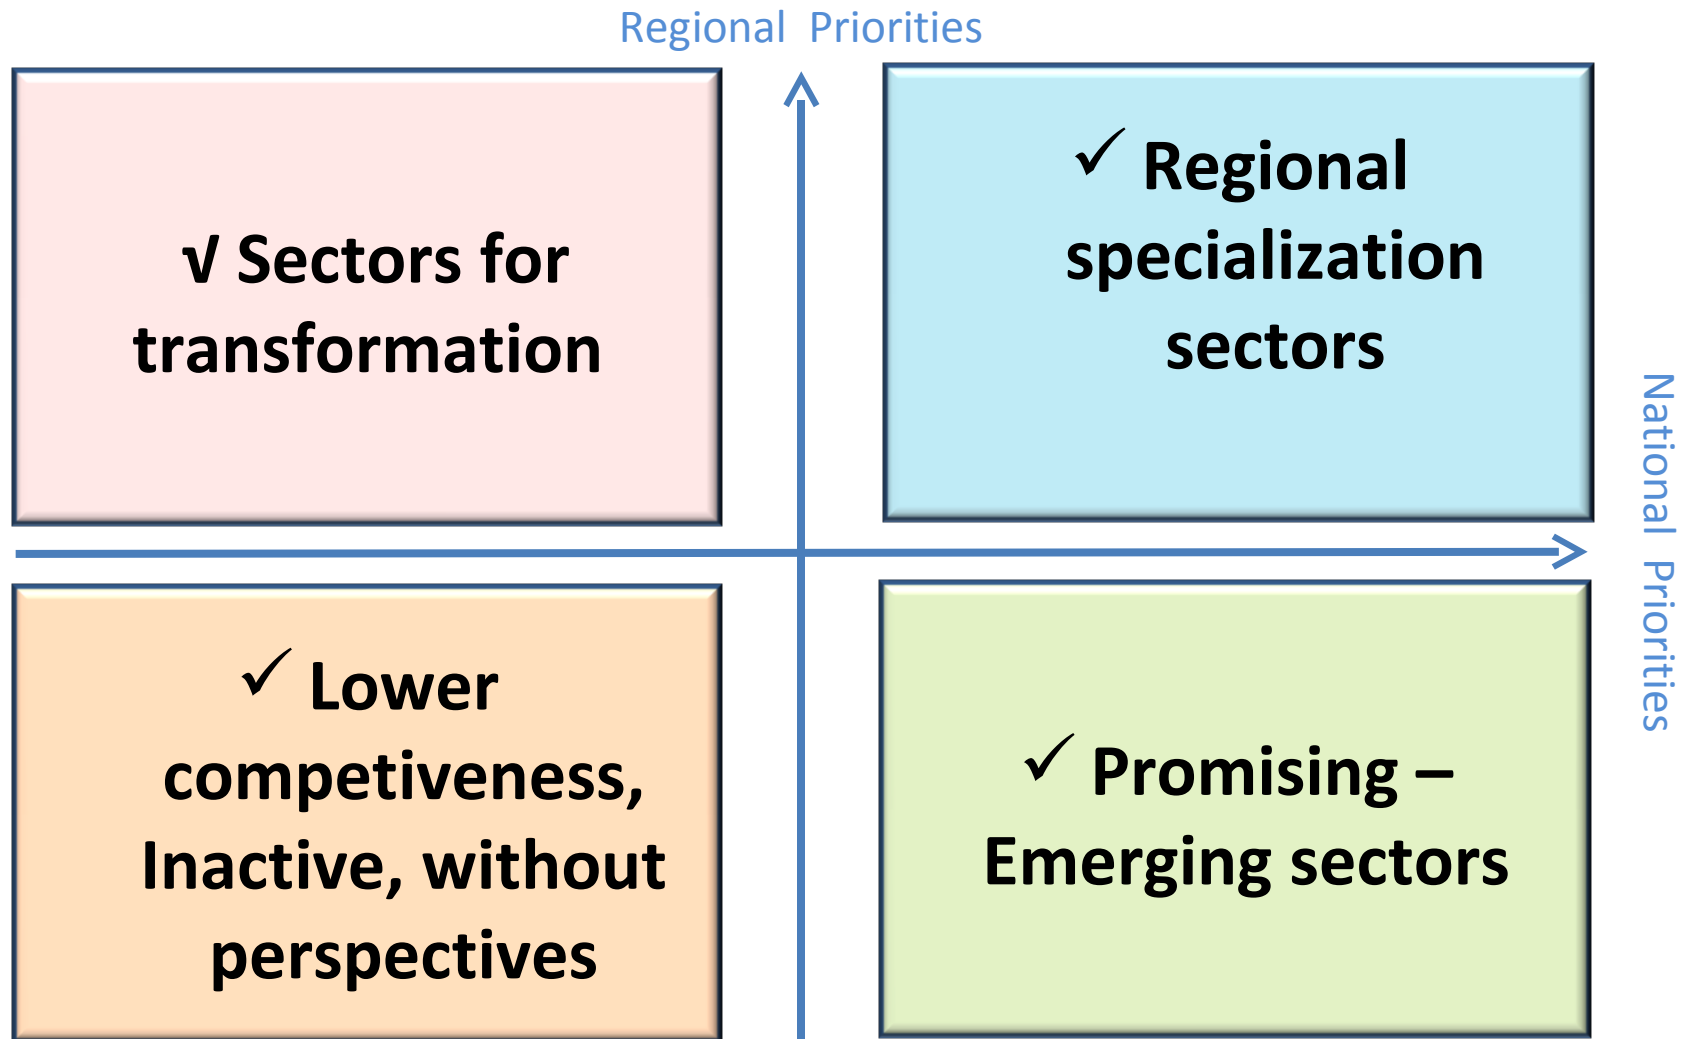 Regional Priorities
√ Sectors for
transformation
✓ Regional
specialization
sectors
National Priorities
✓ Lower
competiveness,
Inactive, without
perspectives
✓ Promising –
Emerging sectors